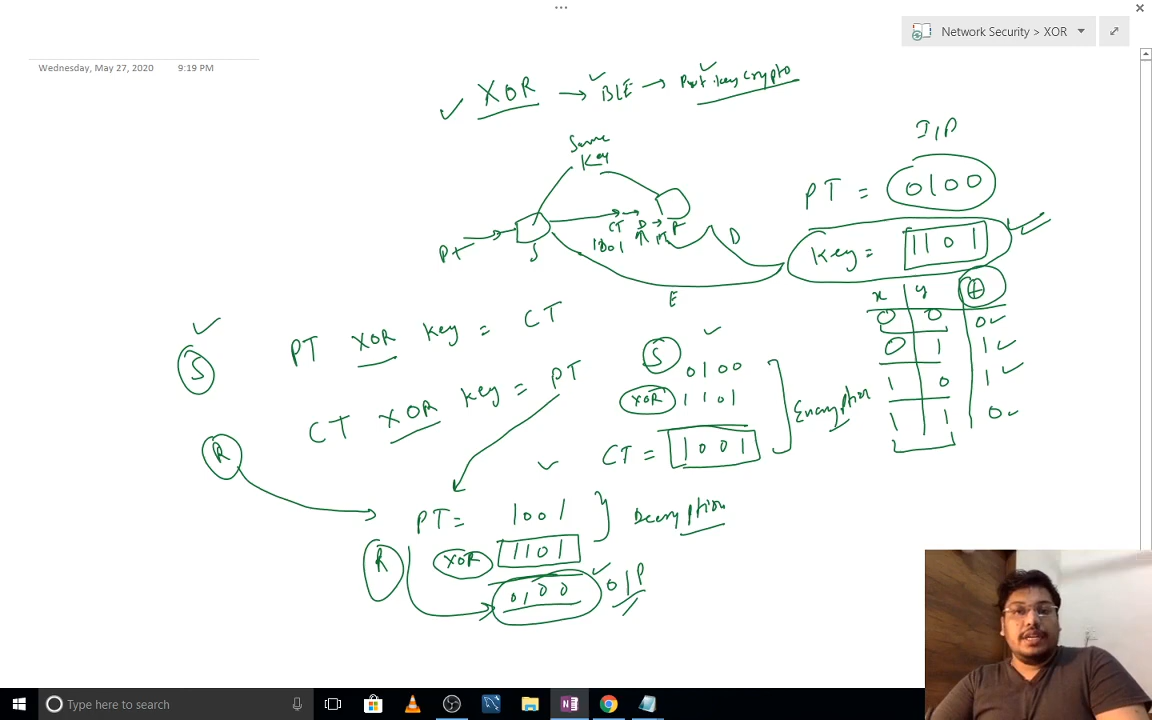 Network Security > XOR
Wednesday, May 27, 2020 9:19 PM
XOR → BLE → Pvt. key crypto
Same
key
I/P
PT = 0100
Key = 1101
PT
S
CT D
1001 PT
D
E
x y ⊕
0 0 0
0 1 1
1 0 1
1 1 0
S
PT XOR key = CT
R
CT XOR key = PT
S
0100
XOR 1101
CT = 1001
Encryption
PT = 1001
R
XOR 1101
0100 O/P
Decryption
Type here to search